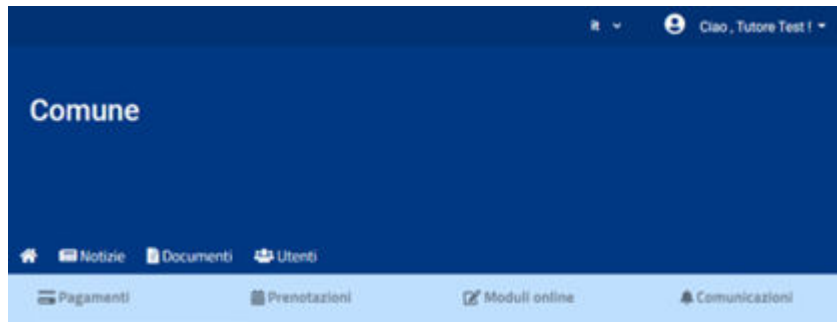 it Ciao , Tutore Test !
Comune
Notizie Documenti Utenti
Pagamenti Prenotazioni Moduli online Comunicazioni